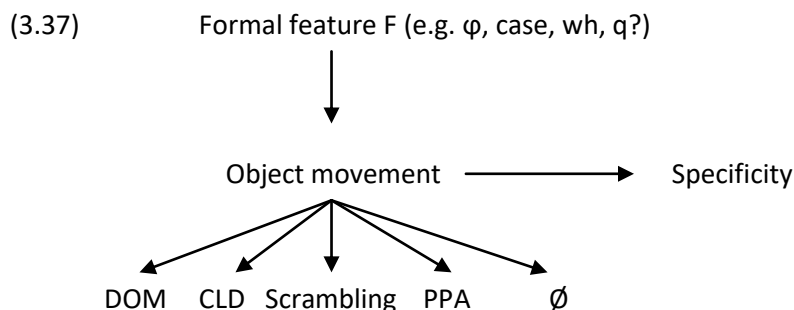 (3.37) Formal feature F (e.g. φ, case, wh, q?)
Object movement Specificity
DOM CLD Scrambling PPA Ø